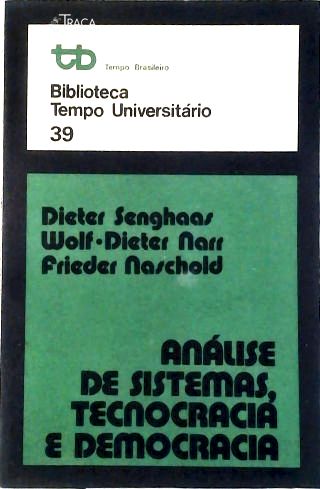 TRAÇA
tb Tempo Brasileiro
Biblioteca
Tempo Universitário
39
Dieter Senghaas
Wolf-Dieter Narr
Frieder Naschold
ANÁLISE
DE SISTEMAS,
TECNOCRACIA
E DEMOCRACIA